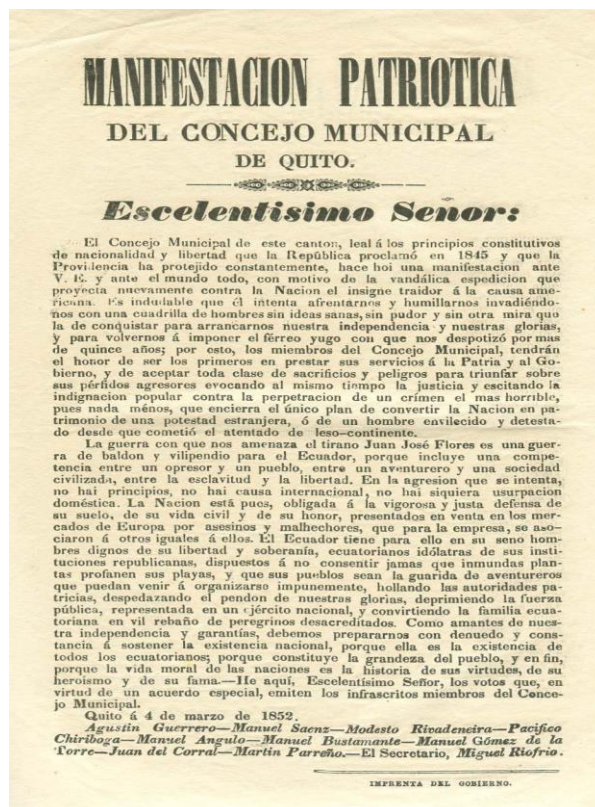 MANIFESTACION PATRIOTICA
DEL CONCEJO MUNICIPAL
DE QUITO.
Escelentisimo Señor:
El Concejo Municipal de este canton, leal á los principios constitutivos
de nacionalidad y libertad que la República proclamó en 1845 y que la
Providencia ha protejido constantemente, hace hoi una manifestacion ante
V. E. y ante el mundo todo, con motivo de la vandálica espedicion que
proyecta nuevamente contra la Nacion el insigne traidor á la causa ame-
ricana. Es indudable que él intenta afrentarnos y humillarnos invadiéndo-
nos con una cuadrilla de hombres sin ideas sanas, sin pudor y sin otra mira que
la de conquistar para arrancarnos nuestra independencia y nuestras glorias,
y para volvernos á imponer el férreo yugo con que nos despotizó por mas
de quince años; por esto, los miembros del Concejo Municipal, tendrán
el honor de ser los primeros en prestar sus servicios á la Patria y al Go-
bierno, y de aceptar toda clase de sacrificios y peligros para triunfar sobre
sus pérfidos agresores evocando al mismo tiempo la justicia y escitando la
indignacion popular contra la perpetracion de un crímen el mas horrible,
pues nada ménos, que encierra el único plan de convertir la Nacion en pa-
trimonio de una potestad estranjera, ó de un hombre envilecido y detesta-
do desde que cometió el atentado de leso-continente.
La guerra con que nos amenaza el tirano Juan José Flores es una guer-
ra de baldon y vilipendio para el Ecuador, porque incluye una compe-
tencia entre un opresor y un pueblo, entre un aventurero y una sociedad
civilizada, entre la esclavitud y la libertad. En la agresion que se intenta,
no hai principios, no hai causa internacional, no hai siquiera usurpacion
doméstica. La Nacion está pues, obligada á la vigorosa y justa defensa de
su suelo, de su vida civil y de su honor, presentados en venta en los mer-
cados de Europa por asesinos y malhechores, que para la empresa, se aso-
ciaron á otros iguales á ellos. El Ecuador tiene para ello en su seno hom-
bres dignos de su libertad y soberanía, ecuatorianos idólatras de sus insti-
tuciones republicanas, dispuestos á no consentir jamas que inmundas plan-
tas profanen sus playas, y que sus pueblos sean la guarida de aventureros
que puedan venir á organizarse impunemente, hollando las autoridades pa-
tricias, despedazando el pendon de nuestras glorias, deprimiendo la fuerza
pública, representada en un ejército nacional, y convirtiendo la familia ecua-
toriana en vil rebaño de peregrinos desacreditados. Como amantes de nues-
tra independencia y garantías, debemos prepararnos con denuedo y cons-
tancia á sostener la existencia nacional, porque ella es la existencia de
todos los ecuatorianos; porque constituye la grandeza del pueblo, y en fin,
porque la vida moral de las naciones es la historia de sus virtudes, de su
heroismo y de su fama.—He aquí, Escelentísimo Señor, los votos que, en
virtud de un acuerdo especial, emiten los infrascritos miembros del Conce-
jo Municipal.
Quito á 4 de marzo de 1852.
Agustin Guerrero—Manuel Saenz—Modesto Rivadeneira—Pacifico
Chiriboga—Manuel Angulo—Manuel Bustamante—Manuel Gómez de la
Torre—Juan del Corral—Martin Parreño.—El Secretario, Miguel Riofrio.
IMPRENTA DEL GOBIERNO.